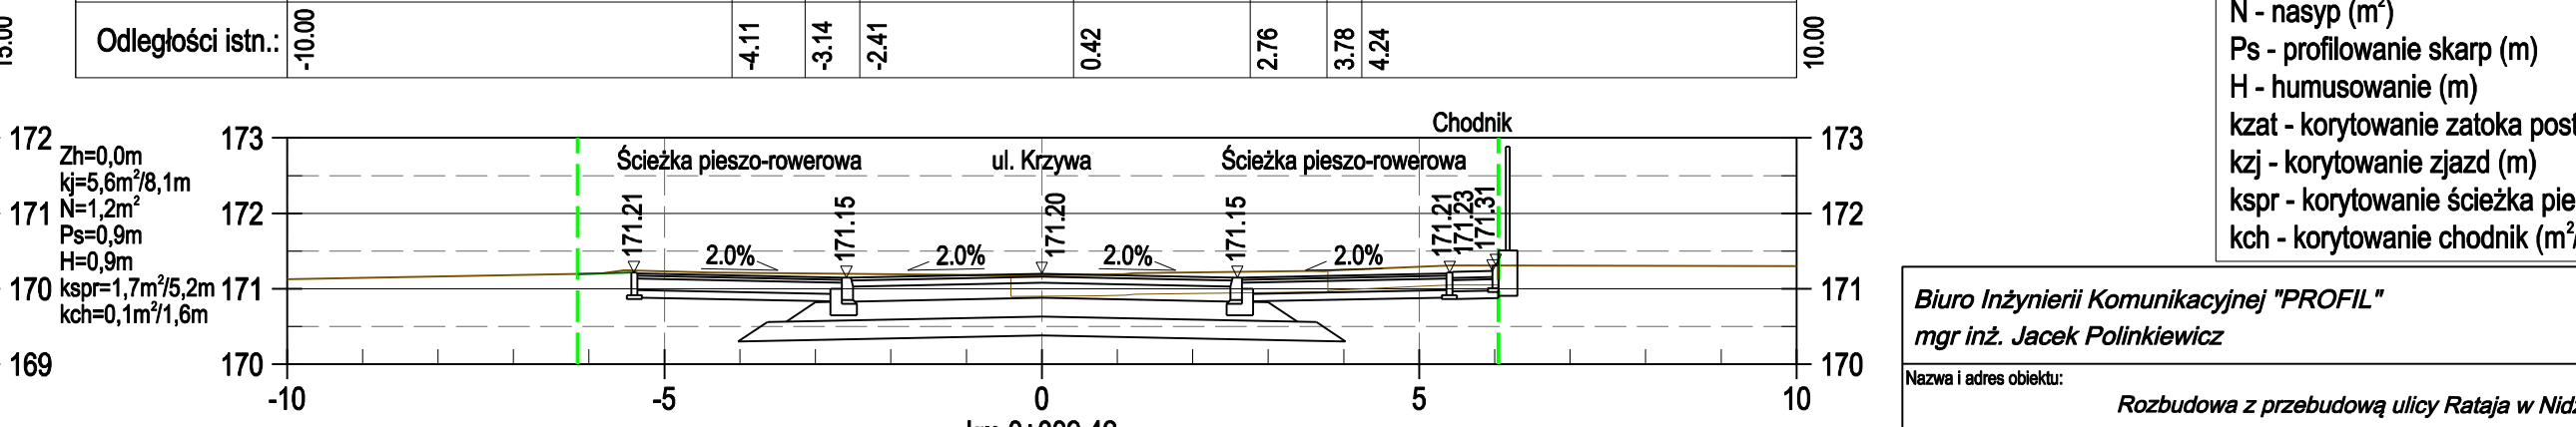 15.00
Odległości istn.: -10.00 -4.11 -3.14 -2.41 0.42 2.76 3.78 4.24 10.00
N - nasyp (m²)
Ps - profilowanie skarp (m)
H - humusowanie (m)
kzat - korytowanie zatoka post
kzj - korytowanie zjazd (m)
kspr - korytowanie ścieżka pie
kch - korytowanie chodnik (m²/
172
171
170
169
Zh=0,0m
kj=5,6m²/8,1m
N=1,2m²
Ps=0,9m
H=0,9m
kspr=1,7m²/5,2m
kch=0,1m²/1,6m
Chodnik
173 173
Ścieżka pieszo-rowerowa ul. Krzywa Ścieżka pieszo-rowerowa
172 172
171.21 171.15 171.20 171.15 171.21 171.23 171.31
2.0% 2.0% 2.0% 2.0%
171 171
170 170
-10 -5 0 5 10
Biuro Inżynierii Komunikacyjnej "PROFIL"
mgr inż. Jacek Polinkiewicz
Nazwa i adres obiektu:
Rozbudowa z przebudową ulicy Rataja w Nidz